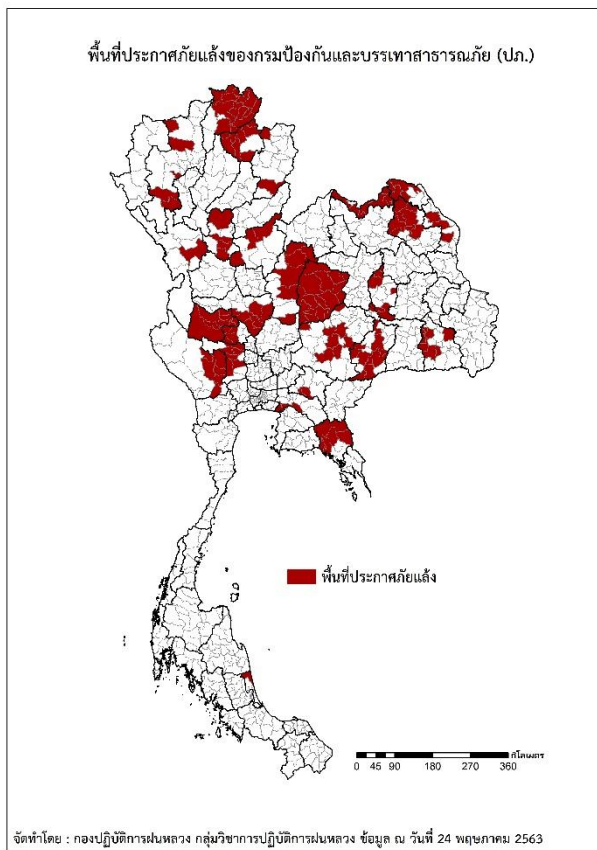 พื้นที่ประกาศภัยแล้งของกรมป้องกันและบรรเทาสาธารณภัย (ปภ.)
พื้นที่ประกาศภัยแล้ง
กิโลเมตร
0 45 90 180 270 360
จัดทำโดย : กองปฏิบัติการฝนหลวง กลุ่มวิชาการปฏิบัติการฝนหลวง ข้อมูล ณ วันที่ 24 พฤษภาคม 2563